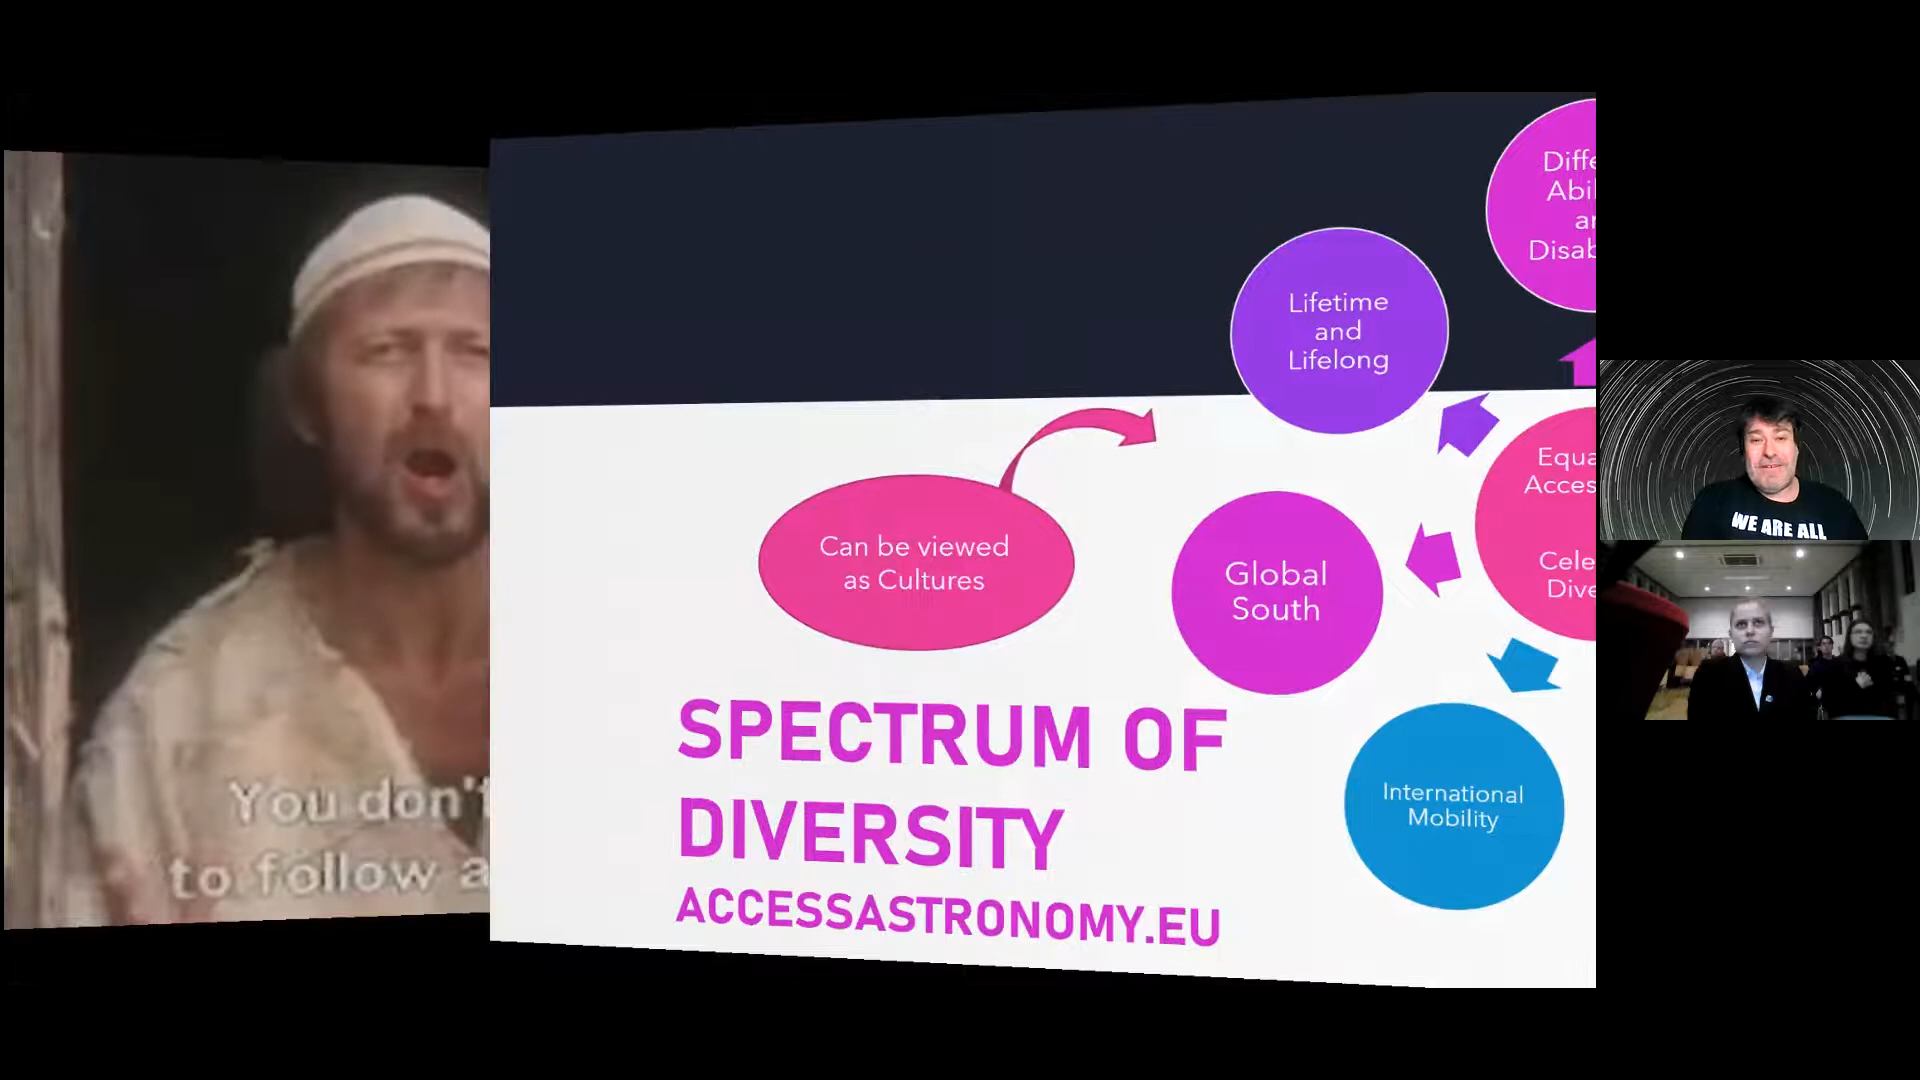 You don't
to follow a
Lifetime
and
Lifelong
Can be viewed
as Cultures
Global
South
International
Mobility
SPECTRUM OF
DIVERSITY
ACCESSASTRONOMY.EU
WE ARE ALL